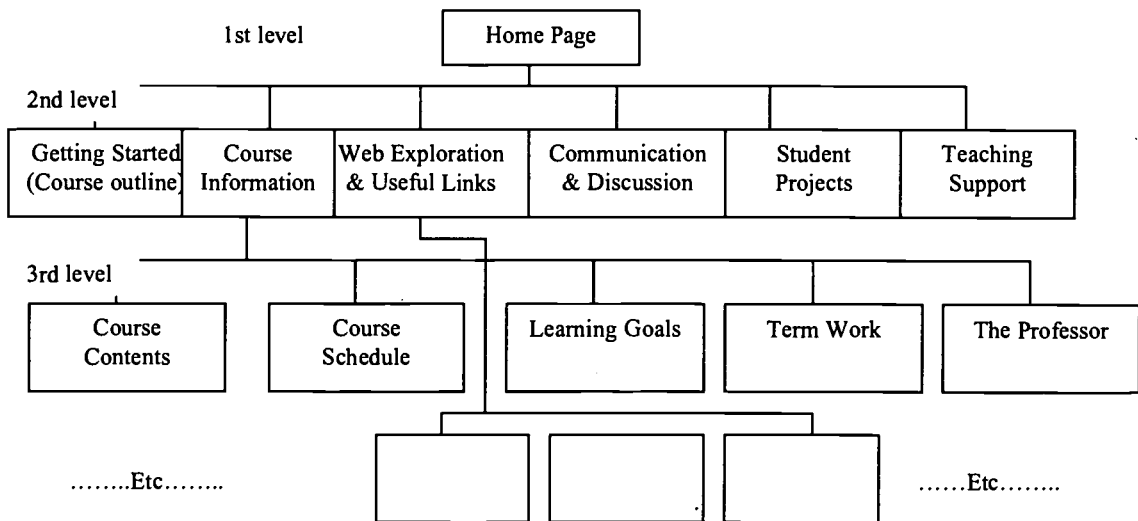 1st level
Home Page
2nd level
Getting Started
(Course outline)
Course
Information
Web Exploration
& Useful Links
Communication
& Discussion
Student
Projects
Teaching
Support
3rd level
Course
Contents
Course
Schedule
Learning Goals
Term Work
The Professor
........Etc........
......Etc........